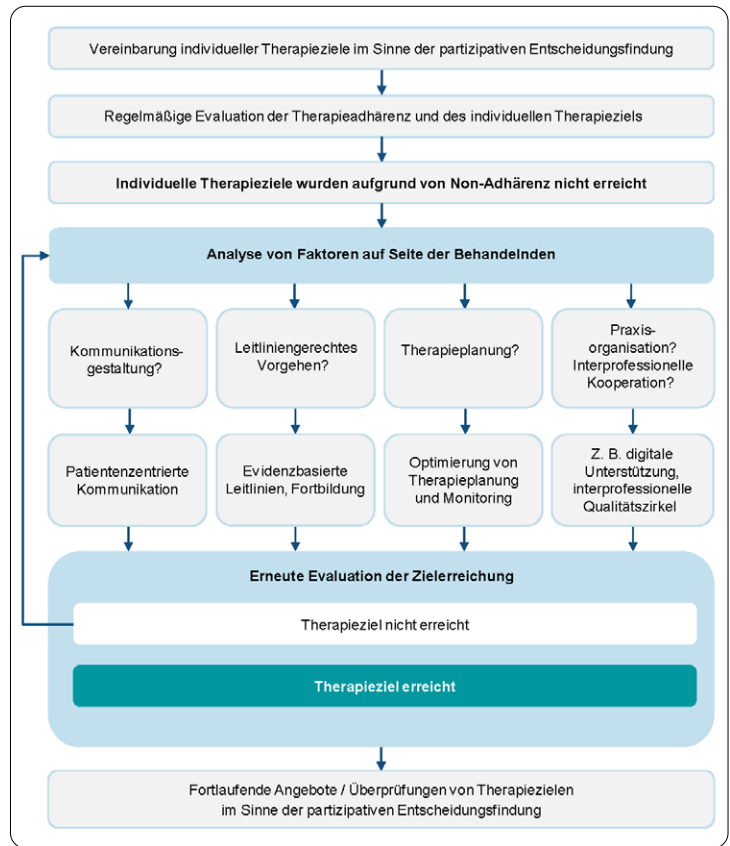 Vereinbarung individueller Therapieziele im Sinne der partizipativen Entscheidungsfindung
Regelmäßige Evaluation der Therapieadhärenz und des individuellen Therapieziels
Individuelle Therapieziele wurden aufgrund von Non-Adhärenz nicht erreicht
Analyse von Faktoren auf Seite der Behandelnden
Kommunikations-
gestaltung?
Leitliniengerechtes
Vorgehen?
Therapieplanung?
Praxis-
organisation?
Interprofessionelle
Kooperation?
Patientenzentrierte
Kommunikation
Evidenzbasierte
Leitlinien, Fortbildung
Optimierung von
Therapieplanung
und Monitoring
Z. B. digitale
Unterstützung,
interprofessionelle
Qualitätszirkel
Erneute Evaluation der Zielerreichung
Therapieziel nicht erreicht
Therapieziel erreicht
Fortlaufende Angebote / Überprüfungen von Therapiezielen
im Sinne der partizipativen Entscheidungsfindung